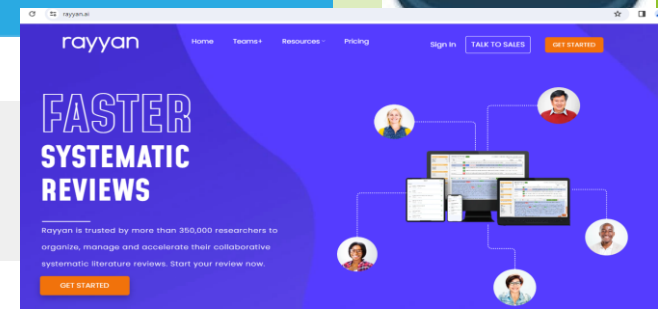 rayyan.ai
rayyan
Home Teams+ Resources Pricing Sign In TALK TO SALES GET STARTED
FASTER
SYSTEMATIC
REVIEWS
Rayyan is trusted by more than 350,000 researchers to
organize, manage and accelerate their collaborative
systematic literature reviews. Start your review now.
GET STARTED